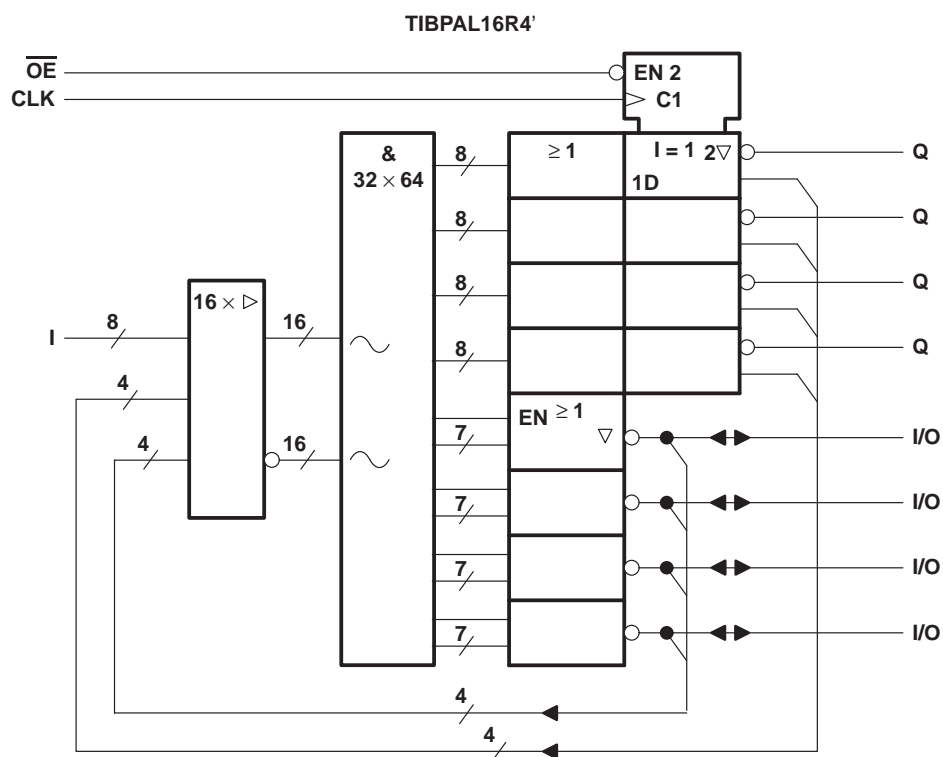 TIBPAL16R4’
OE
CLK
EN 2
C1
&
32 × 64
8
≥ 1
I = 1 2▽
1D
Q
8
Q
8
Q
8
Q
16 × ▷
I
8
16
4
4
16
EN ≥ 1
▽
7
I/O
7
I/O
7
I/O
7
I/O
4
4